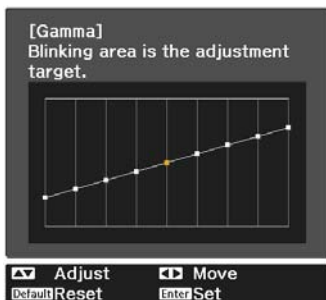 [Gamma]
Blinking area is the adjustment
target.
Adjust Move
Default Reset Enter Set